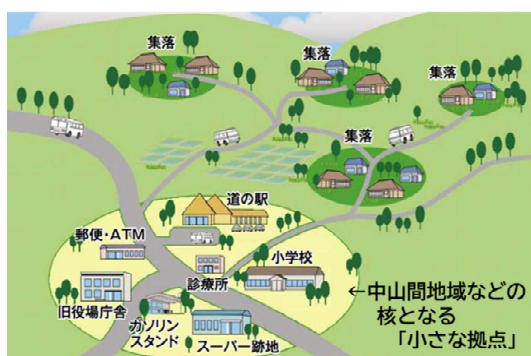 集落
集落
集落
集落
道の駅
郵便・ATM
小学校
診療所
旧役場庁舎
ガソリン
スタンド
スーパー跡地
←中山間地域などの
核となる
「小さな拠点」